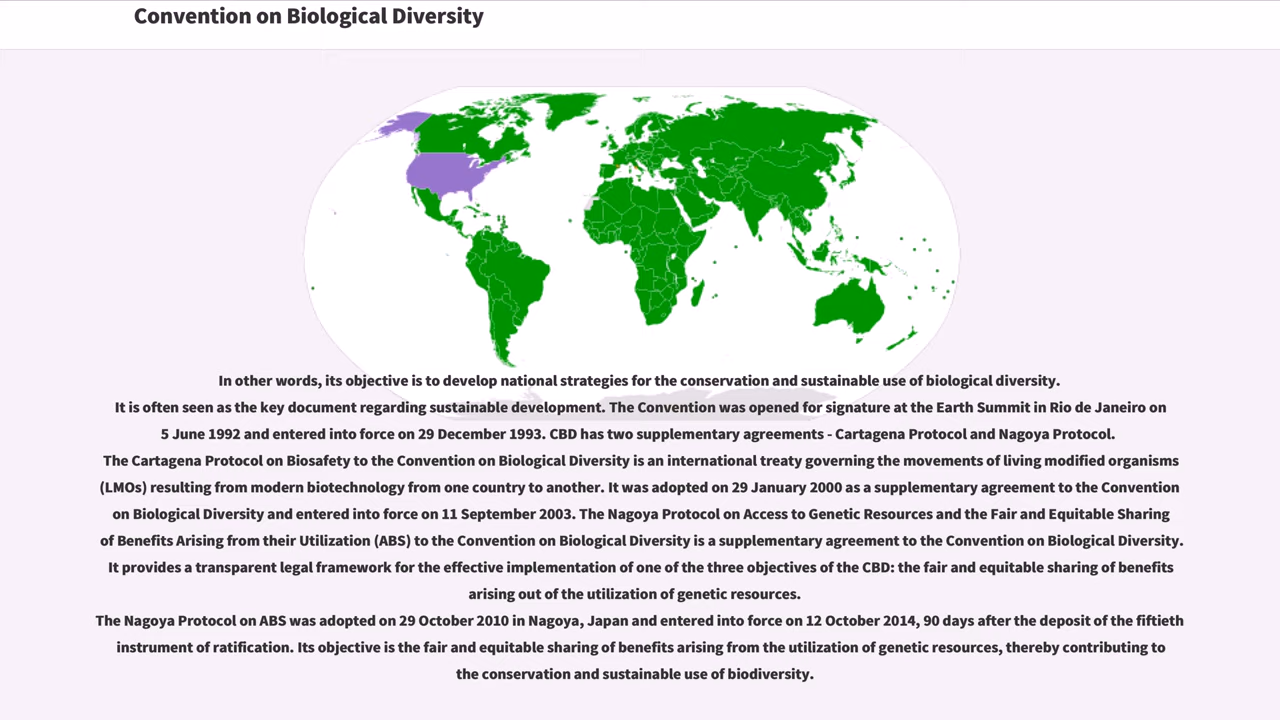 Convention on Biological Diversity
In other words, its objective is to develop national strategies for the conservation and sustainable use of biological diversity.
It is often seen as the key document regarding sustainable development. The Convention was opened for signature at the Earth Summit in Rio de Janeiro on
5 June 1992 and entered into force on 29 December 1993. CBD has two supplementary agreements - Cartagena Protocol and Nagoya Protocol.
The Cartagena Protocol on Biosafety to the Convention on Biological Diversity is an international treaty governing the movements of living modified organisms
(LMOs) resulting from modern biotechnology from one country to another. It was adopted on 29 January 2000 as a supplementary agreement to the Convention
on Biological Diversity and entered into force on 11 September 2003. The Nagoya Protocol on Access to Genetic Resources and the Fair and Equitable Sharing
of Benefits Arising from their Utilization (ABS) to the Convention on Biological Diversity is a supplementary agreement to the Convention on Biological Diversity.
It provides a transparent legal framework for the effective implementation of one of the three objectives of the CBD: the fair and equitable sharing of benefits
arising out of the utilization of genetic resources.
The Nagoya Protocol on ABS was adopted on 29 October 2010 in Nagoya, Japan and entered into force on 12 October 2014, 90 days after the deposit of the fiftieth
instrument of ratification. Its objective is the fair and equitable sharing of benefits arising from the utilization of genetic resources, thereby contributing to
the conservation and sustainable use of biodiversity.